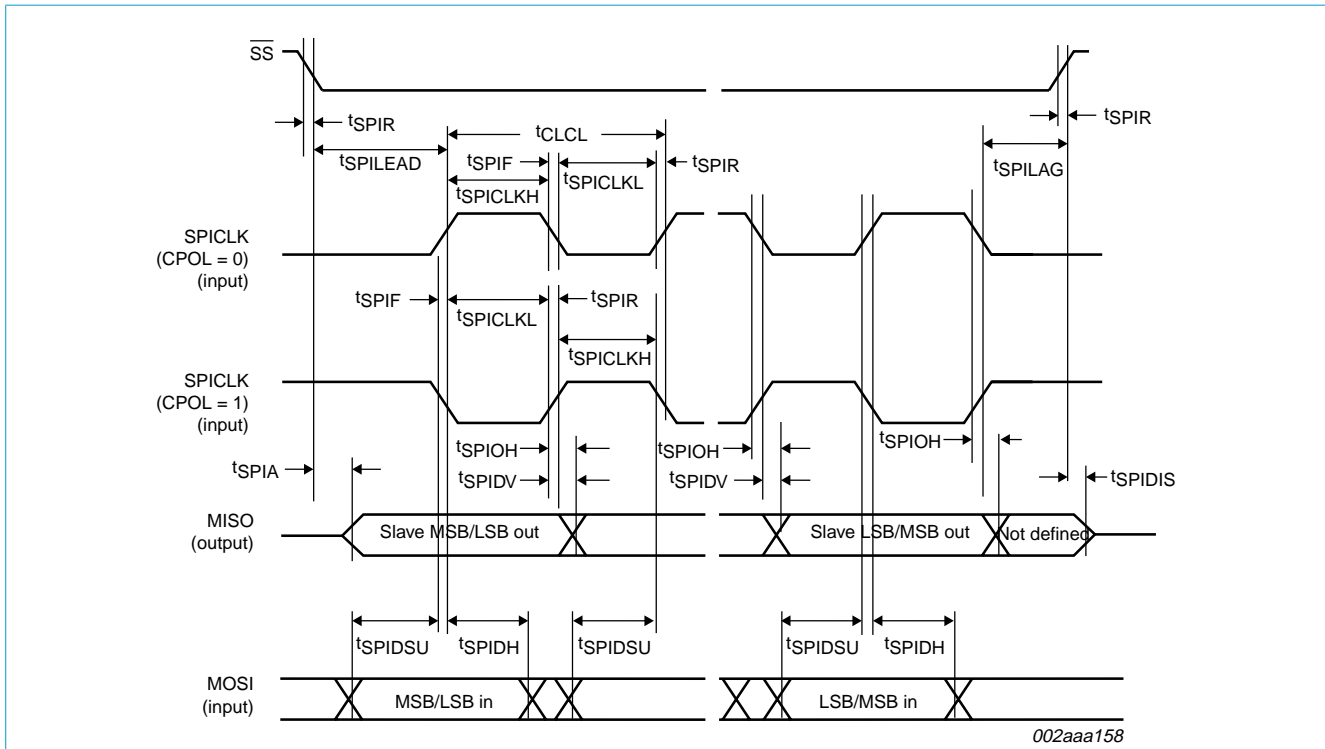 SS
tSPIR
tCLCL
tSPIR
tSPILEAD
tSPIF
tSPIR
tSPILAG
tSPICLKL
tSPICLKH
SPICLK
(CPOL = 0)
(input)
tSPIF
tSPIR
tSPICLKL
tSPICLKH
SPICLK
(CPOL = 1)
(input)
tSPIOH
tSPIOH
tSPIOH
tSPIA
tSPIDV
tSPIDV
tSPIDIS
MISO
(output)
Slave MSB/LSB out
Slave LSB/MSB out
Not defined
tSPIDSU
tSPIDH
tSPIDSU
tSPIDSU
tSPIDH
MOSI
(input)
MSB/LSB in
LSB/MSB in
002aaa158